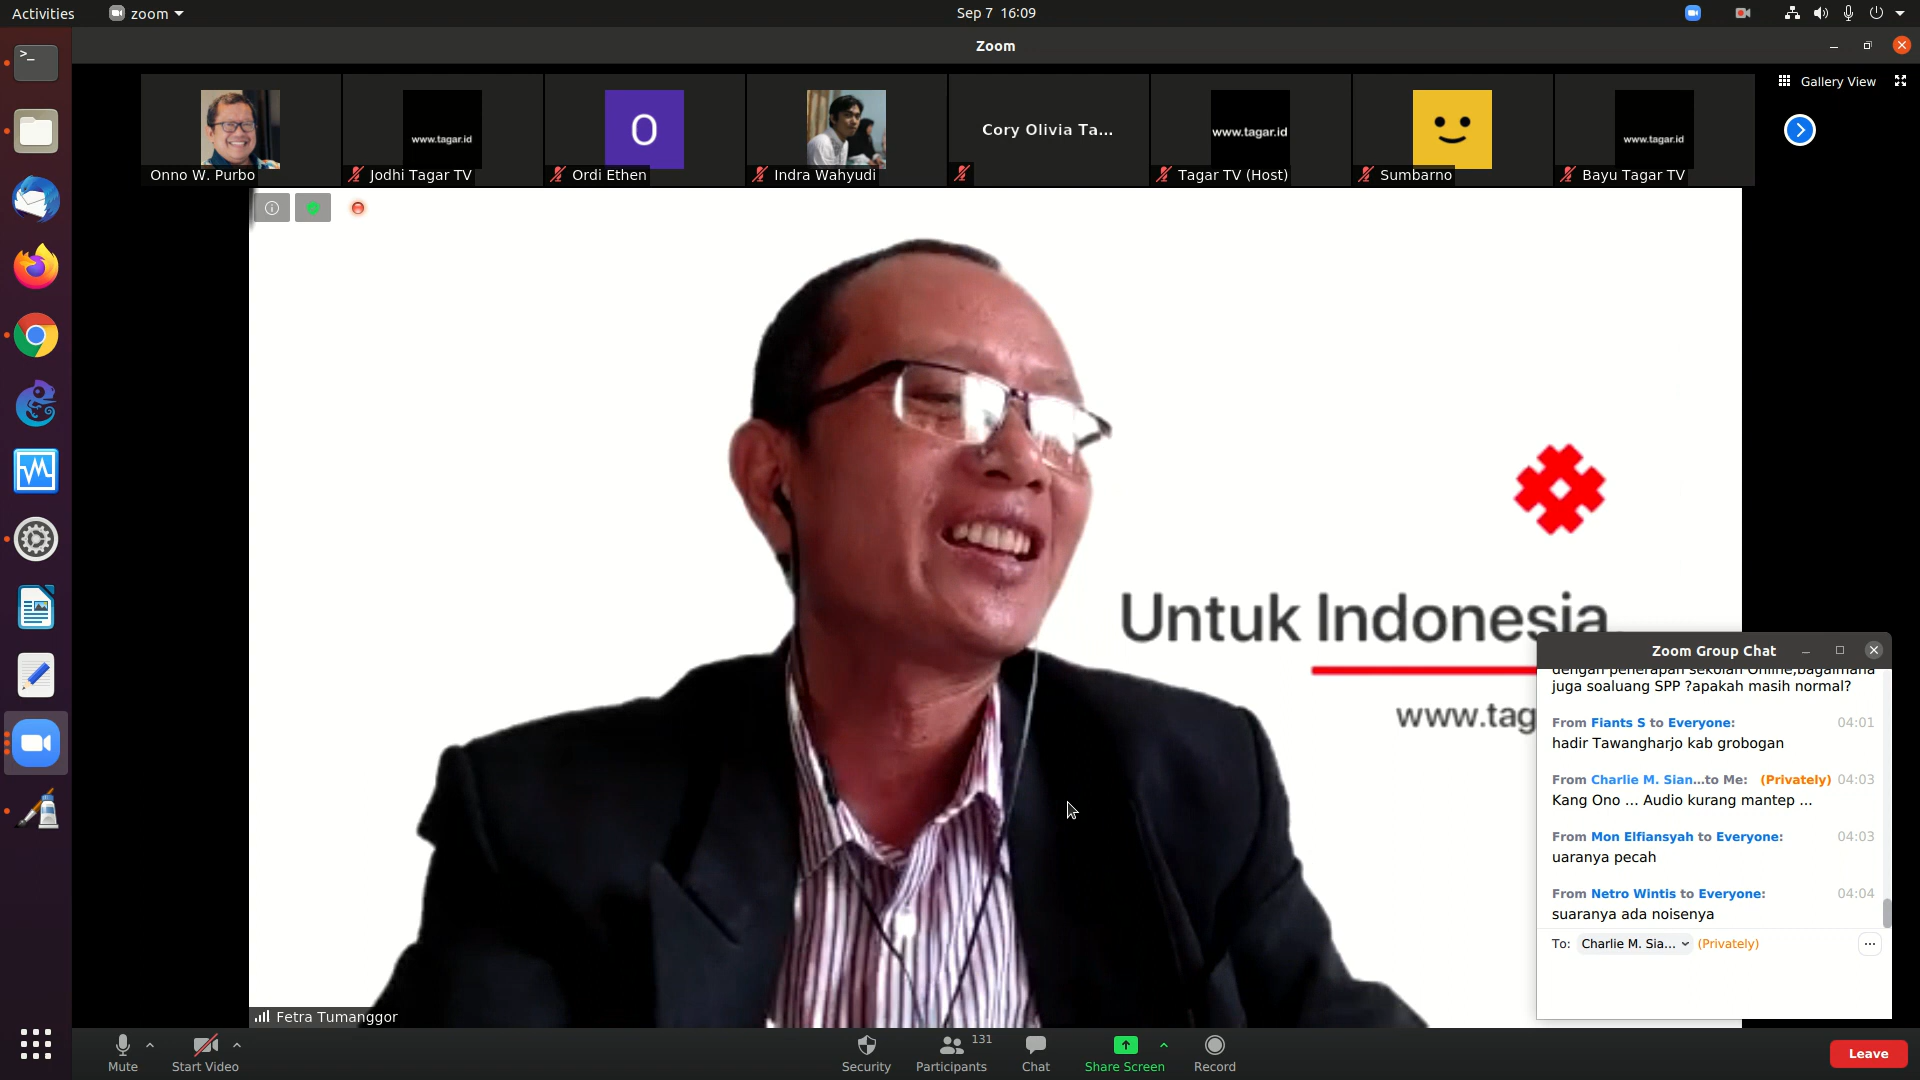 Activities
zoom
Sep 7 16:09
Zoom
Gallery View
www.tagar.id
O
Cory Olivia Ta...
www.tagar.id
www.tagar.id
Onno W. Purbo
Jodhi Tagar TV
Ordi Ethen
Indra Wahyudi
Tagar TV (Host)
Sumbarno
Bayu Tagar TV
Untuk Indonesia
www.tag
Zoom Group Chat
dengan penerapan sekolah Online,bagaimana
juga soaluang SPP ?apakah masih normal?
From Fiants S to Everyone: 04:01
hadir Tawangharjo kab grobogan
From Charlie M. Sian...to Me: (Privately) 04:03
Kang Ono ... Audio kurang mantep ...
From Mon Elfiansyah to Everyone: 04:03
uaranya pecah
From Netro Wintis to Everyone: 04:04
suaranya ada noisenya
To: Charlie M. Sia... (Privately)
Fetra Tumanggor
Mute
Start Video
Security
Participants 131
Chat
Share Screen
Record
Leave